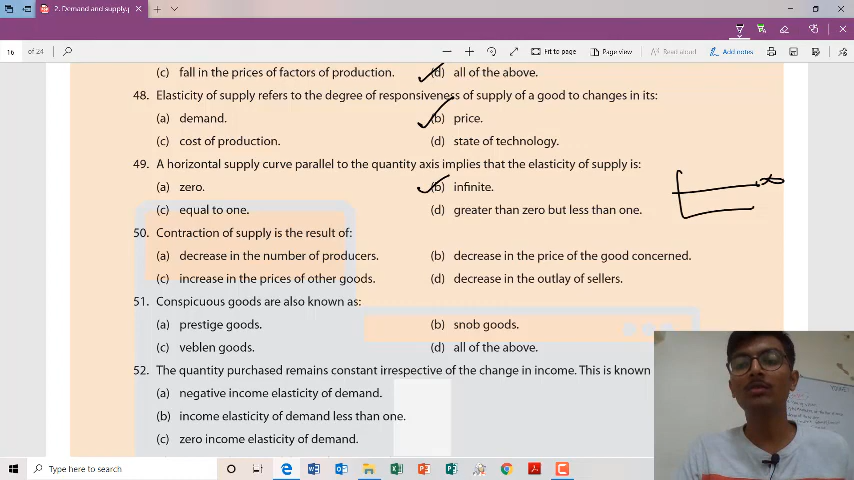 2. Demand and supply.p
16 of 24
Fit to page
Page view
Read aloud
Add notes
(c) fall in the prices of factors of production. (d) all of the above.
48. Elasticity of supply refers to the degree of responsiveness of supply of a good to changes in its:
(a) demand. (b) price.
(c) cost of production. (d) state of technology.
49. A horizontal supply curve parallel to the quantity axis implies that the elasticity of supply is:
(a) zero. (b) infinite.
(c) equal to one. (d) greater than zero but less than one.
50. Contraction of supply is the result of:
(a) decrease in the number of producers. (b) decrease in the price of the good concerned.
(c) increase in the prices of other goods. (d) decrease in the outlay of sellers.
51. Conspicuous goods are also known as:
(a) prestige goods. (b) snob goods.
(c) veblen goods. (d) all of the above.
52. The quantity purchased remains constant irrespective of the change in income. This is known
(a) negative income elasticity of demand.
(b) income elasticity of demand less than one.
(c) zero income elasticity of demand.
Type here to search